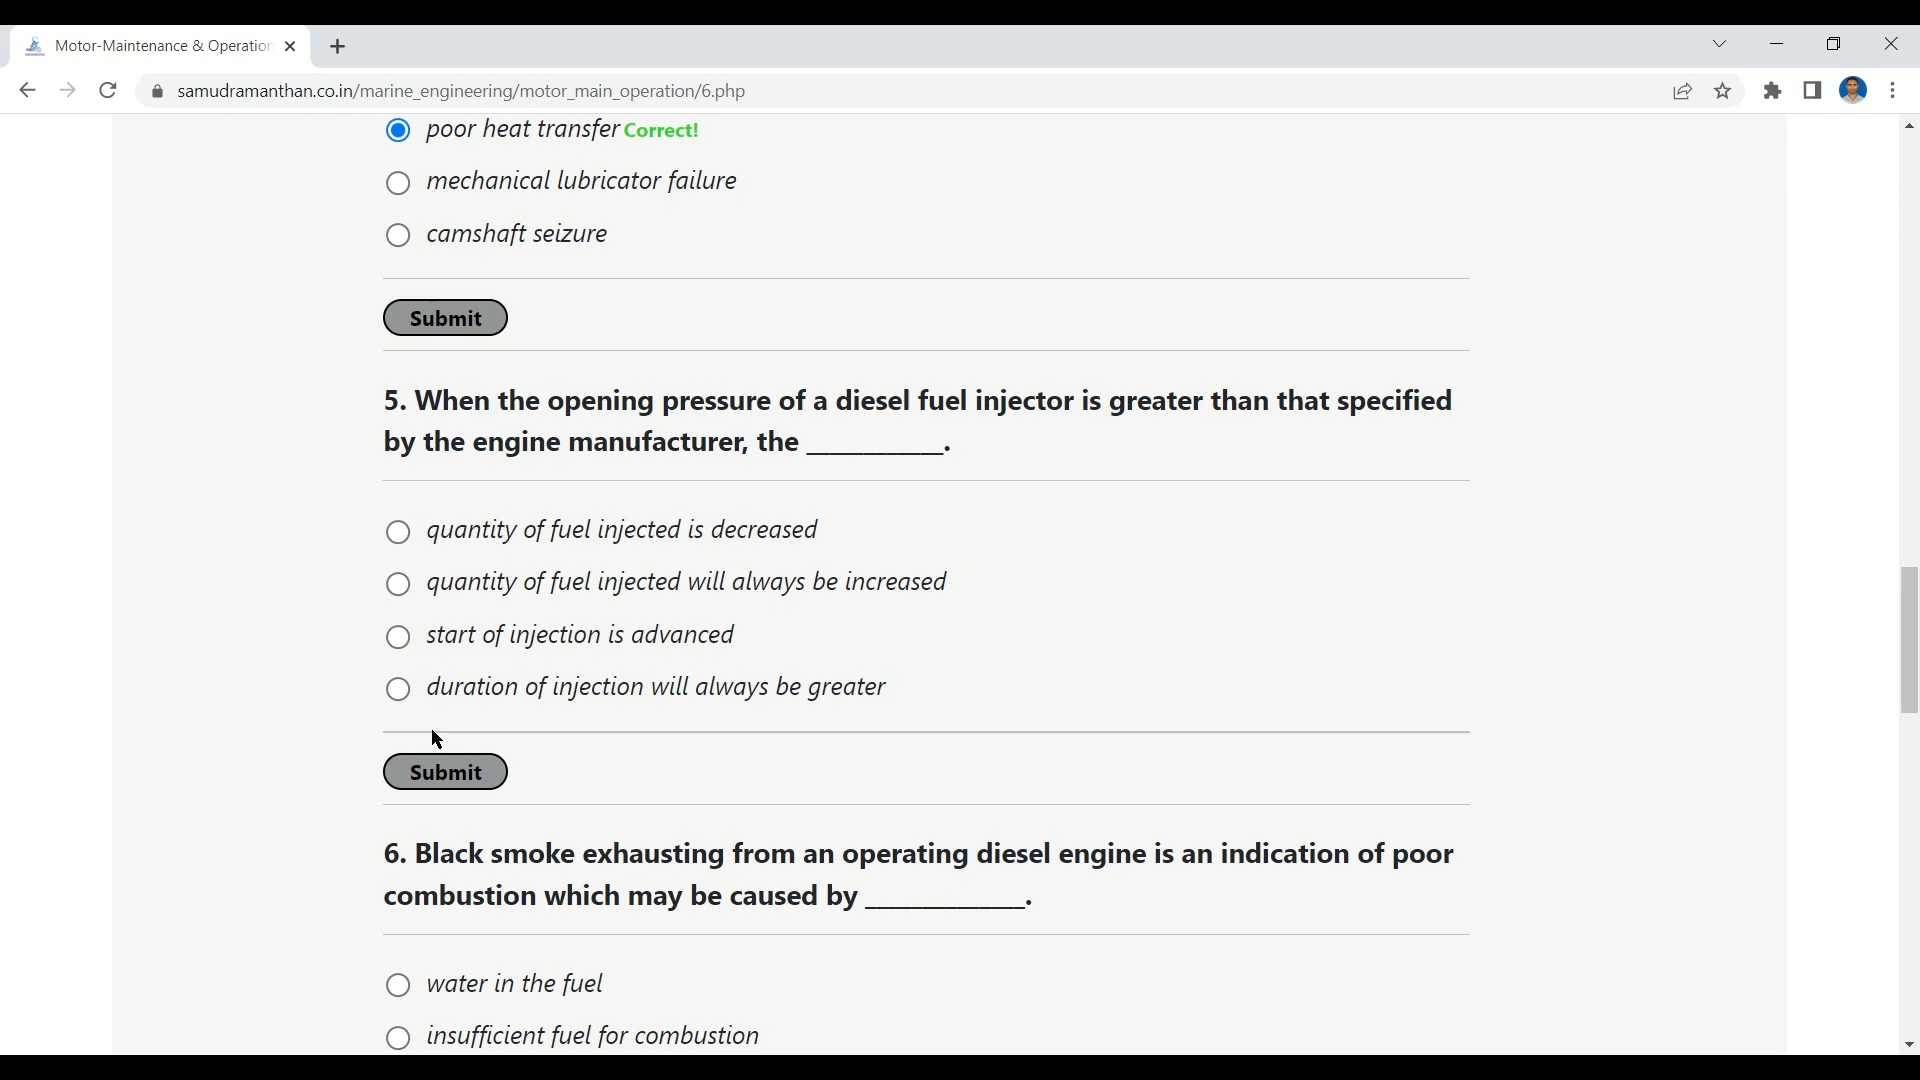 Motor-Maintenance & Operation
samudramanthan.co.in/marine_engineering/motor_main_operation/6.php
poor heat transfer Correct!
mechanical lubricator failure
camshaft seizure
Submit
5. When the opening pressure of a diesel fuel injector is greater than that specified
by the engine manufacturer, the ___________.
quantity of fuel injected is decreased
quantity of fuel injected will always be increased
start of injection is advanced
duration of injection will always be greater
Submit
6. Black smoke exhausting from an operating diesel engine is an indication of poor
combustion which may be caused by _____________.
water in the fuel
insufficient fuel for combustion